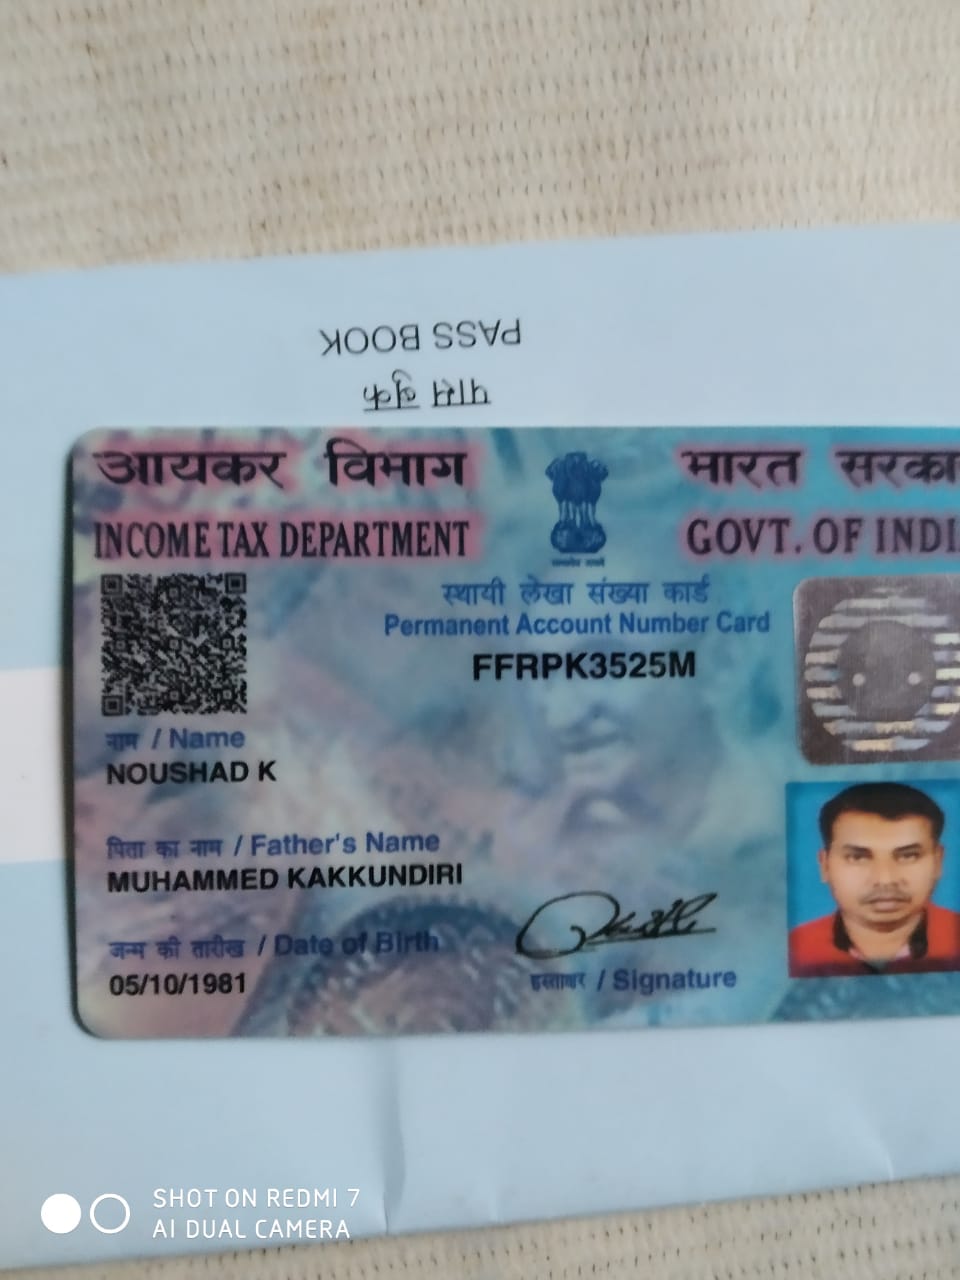 PASS BOOK
पास बुक
आयकर विभाग
INCOME TAX DEPARTMENT
भारत सरका
GOVT. OF INDI
स्थायी लेखा संख्या कार्ड
Permanent Account Number Card
FFRPK3525M
नाम / Name
NOUSHAD K
पिता का नाम / Father's Name
MUHAMMED KAKKUNDIRI
जन्म की तारीख / Date of Birth
05/10/1981
हस्ताक्षर / Signature
SHOT ON REDMI 7
AI DUAL CAMERA